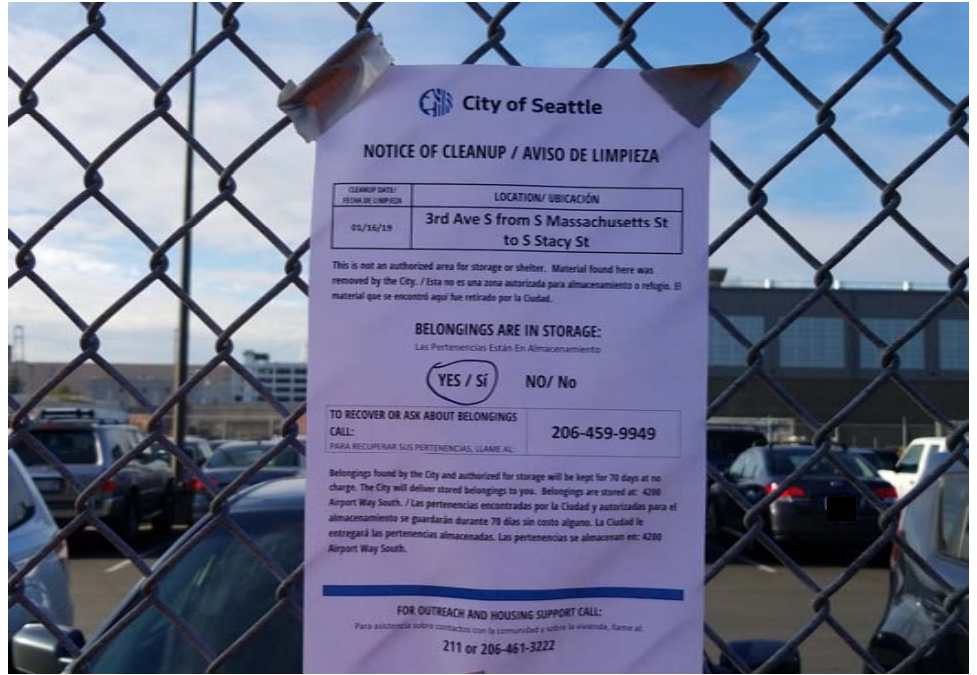 City of Seattle
NOTICE OF CLEANUP / AVISO DE LIMPIEZA
CLEANUP DATE/
FECHA DE LIMPIEZA
LOCATION/ UBICACIÓN
01/16/19
3rd Ave S from S Massachusetts St
to S Stacy St
This is not an authorized area for storage or shelter. Material found here was
removed by the City. / Esta no es una zona autorizada para almacenamiento o refugio. El
material que se encontró aquí fue retirado por la Ciudad.
BELONGINGS ARE IN STORAGE:
Las Pertenencias Están En Almacenamiento
YES / Sí NO/ No
TO RECOVER OR ASK ABOUT BELONGINGS
CALL:
PARA RECUPERAR SUS PERTENENCIAS, LLAME AL:
206-459-9949
Belongings found by the City and authorized for storage will be kept for 70 days at no
charge. The City will deliver stored belongings to you. Belongings are stored at: 4200
Airport Way South. / Las pertenencias encontradas por la Ciudad y autorizadas para el
almacenamiento se guardarán durante 70 días sin costo alguno. La Ciudad le
entregará las pertenencias almacenadas. Las pertenencias se almacenan en: 4200
Airport Way South.
FOR OUTREACH AND HOUSING SUPPORT CALL:
Para asistencia sobre contactos con la comunidad y sobre la vivienda, llame al:
211 or 206-461-3222